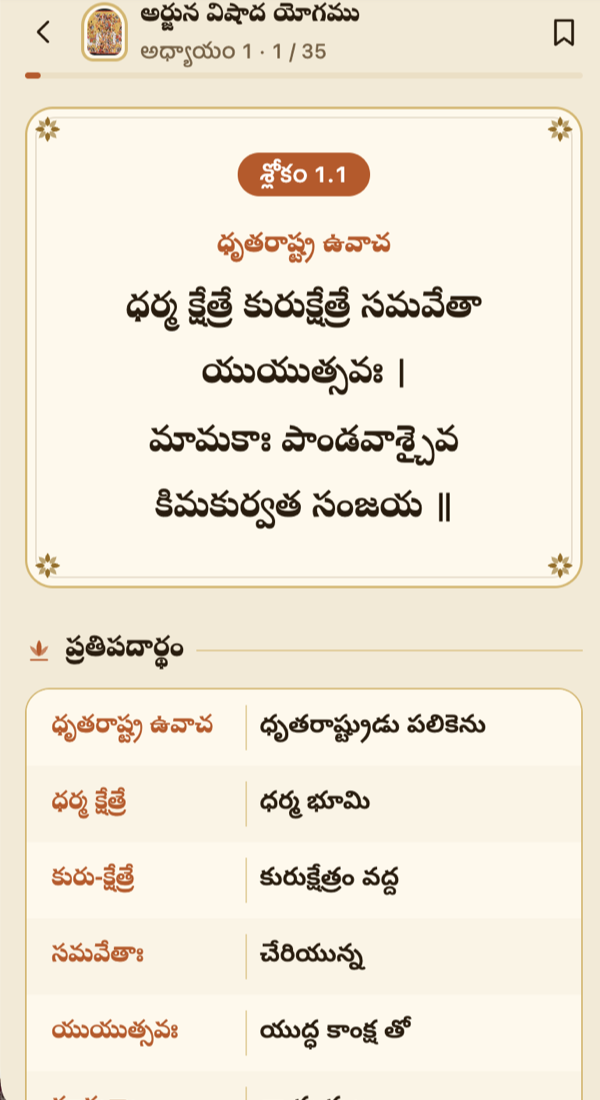 అర్జున విషాద యోగము
అధ్యాయం 1 · 1 / 35
శ్లోకం 1.1
ధృతరాష్ట్ర ఉవాచ
ధర్మ క్షేత్రే కురుక్షేత్రే సమవేతా
యుయుత్సవః |
మామకాః పాండవాశ్చైవ
కిమకుర్వత సంజయ ‖
ప్రతిపదార్థం
ధృతరాష్ట్ర ఉవాచ ధృతరాష్ట్రుడు పలికెను
ధర్మ క్షేత్రే ధర్మ భూమి
కురు-క్షేత్రే కురుక్షేత్రం వద్ద
సమవేతాః చేరియున్న
యుయుత్సవః యుద్ధ కాంక్ష తో